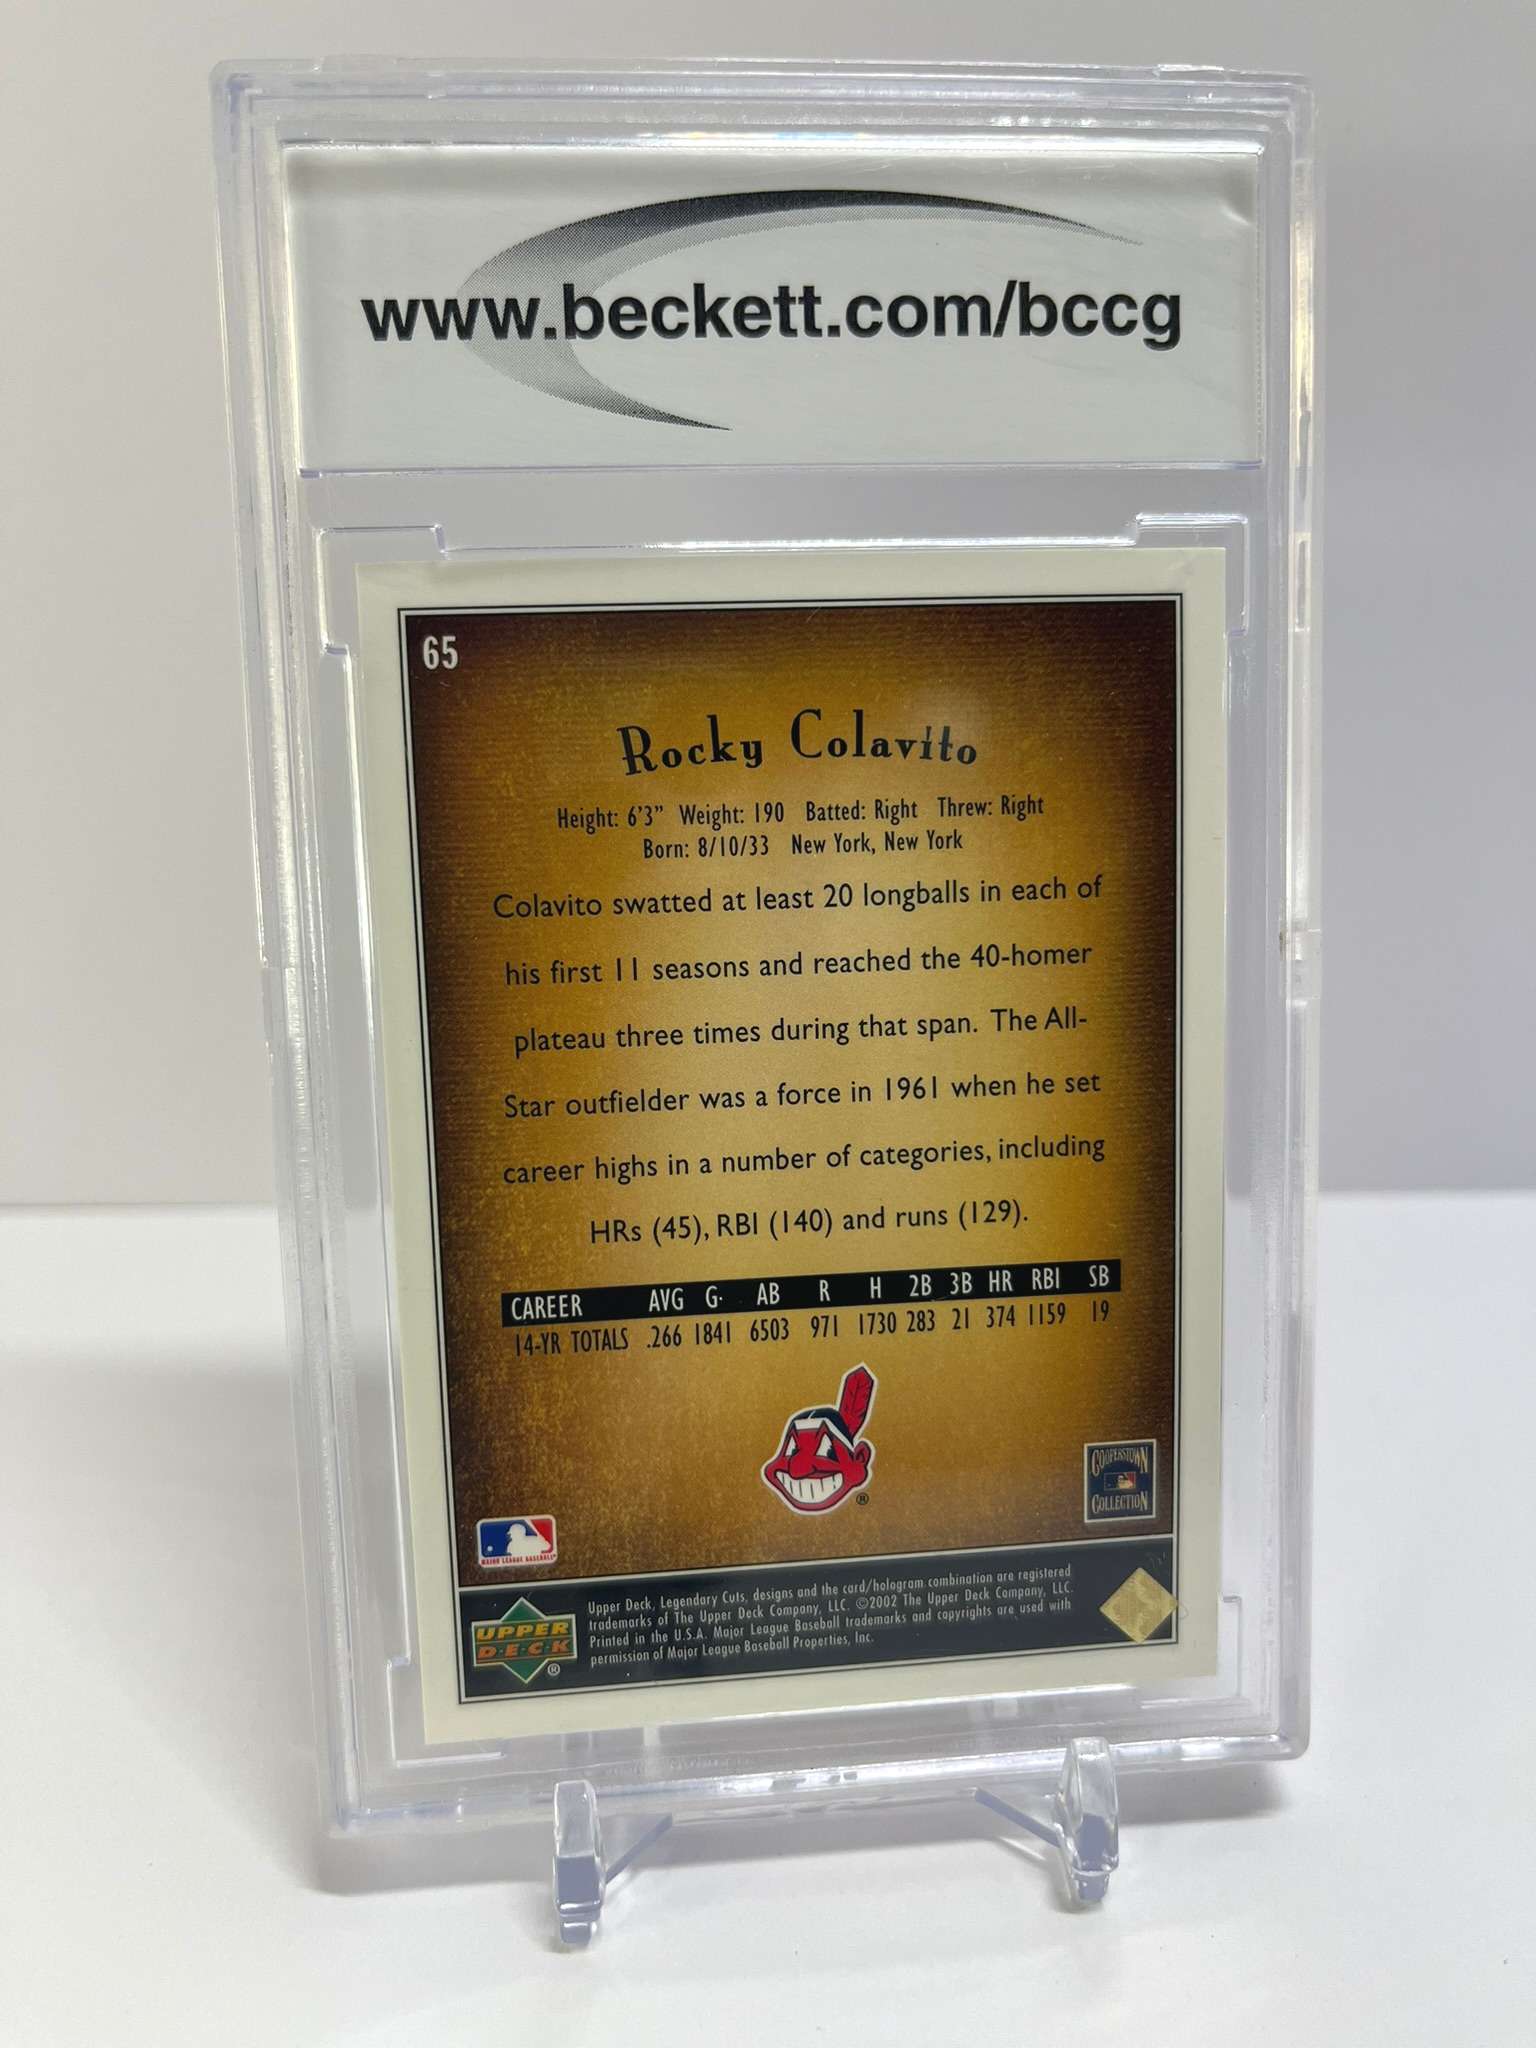 www.beckett.com/bccg
65
Rocky Colavito
Height: 6'3" Weight: 190 Batted: Right Threw: Right
Born: 8/10/33 New York, New York
Colavito swatted at least 20 longballs in each of
his first 11 seasons and reached the 40-homer
plateau three times during that span. The All-
Star outfielder was a force in 1961 when he set
career highs in a number of categories, including
HRs (45), RBI (140) and runs (129).
CAREER AVG G· AB R H 2B 3B HR RBI SB
14-YR TOTALS .266 1841 6503 971 1730 283 21 374 1159 19
®
COOPERSTOWN
COLLECTION
MAJOR LEAGUE BASEBALL®
UPPER
D·E·C·K
®
Upper Deck, Legendary Cuts, designs and the card/hologram combination are registered
trademarks of The Upper Deck Company, LLC. ©2002 The Upper Deck Company, LLC.
Printed in the U.S.A. Major League Baseball trademarks and copyrights are used with
permission of Major League Baseball Properties, Inc.